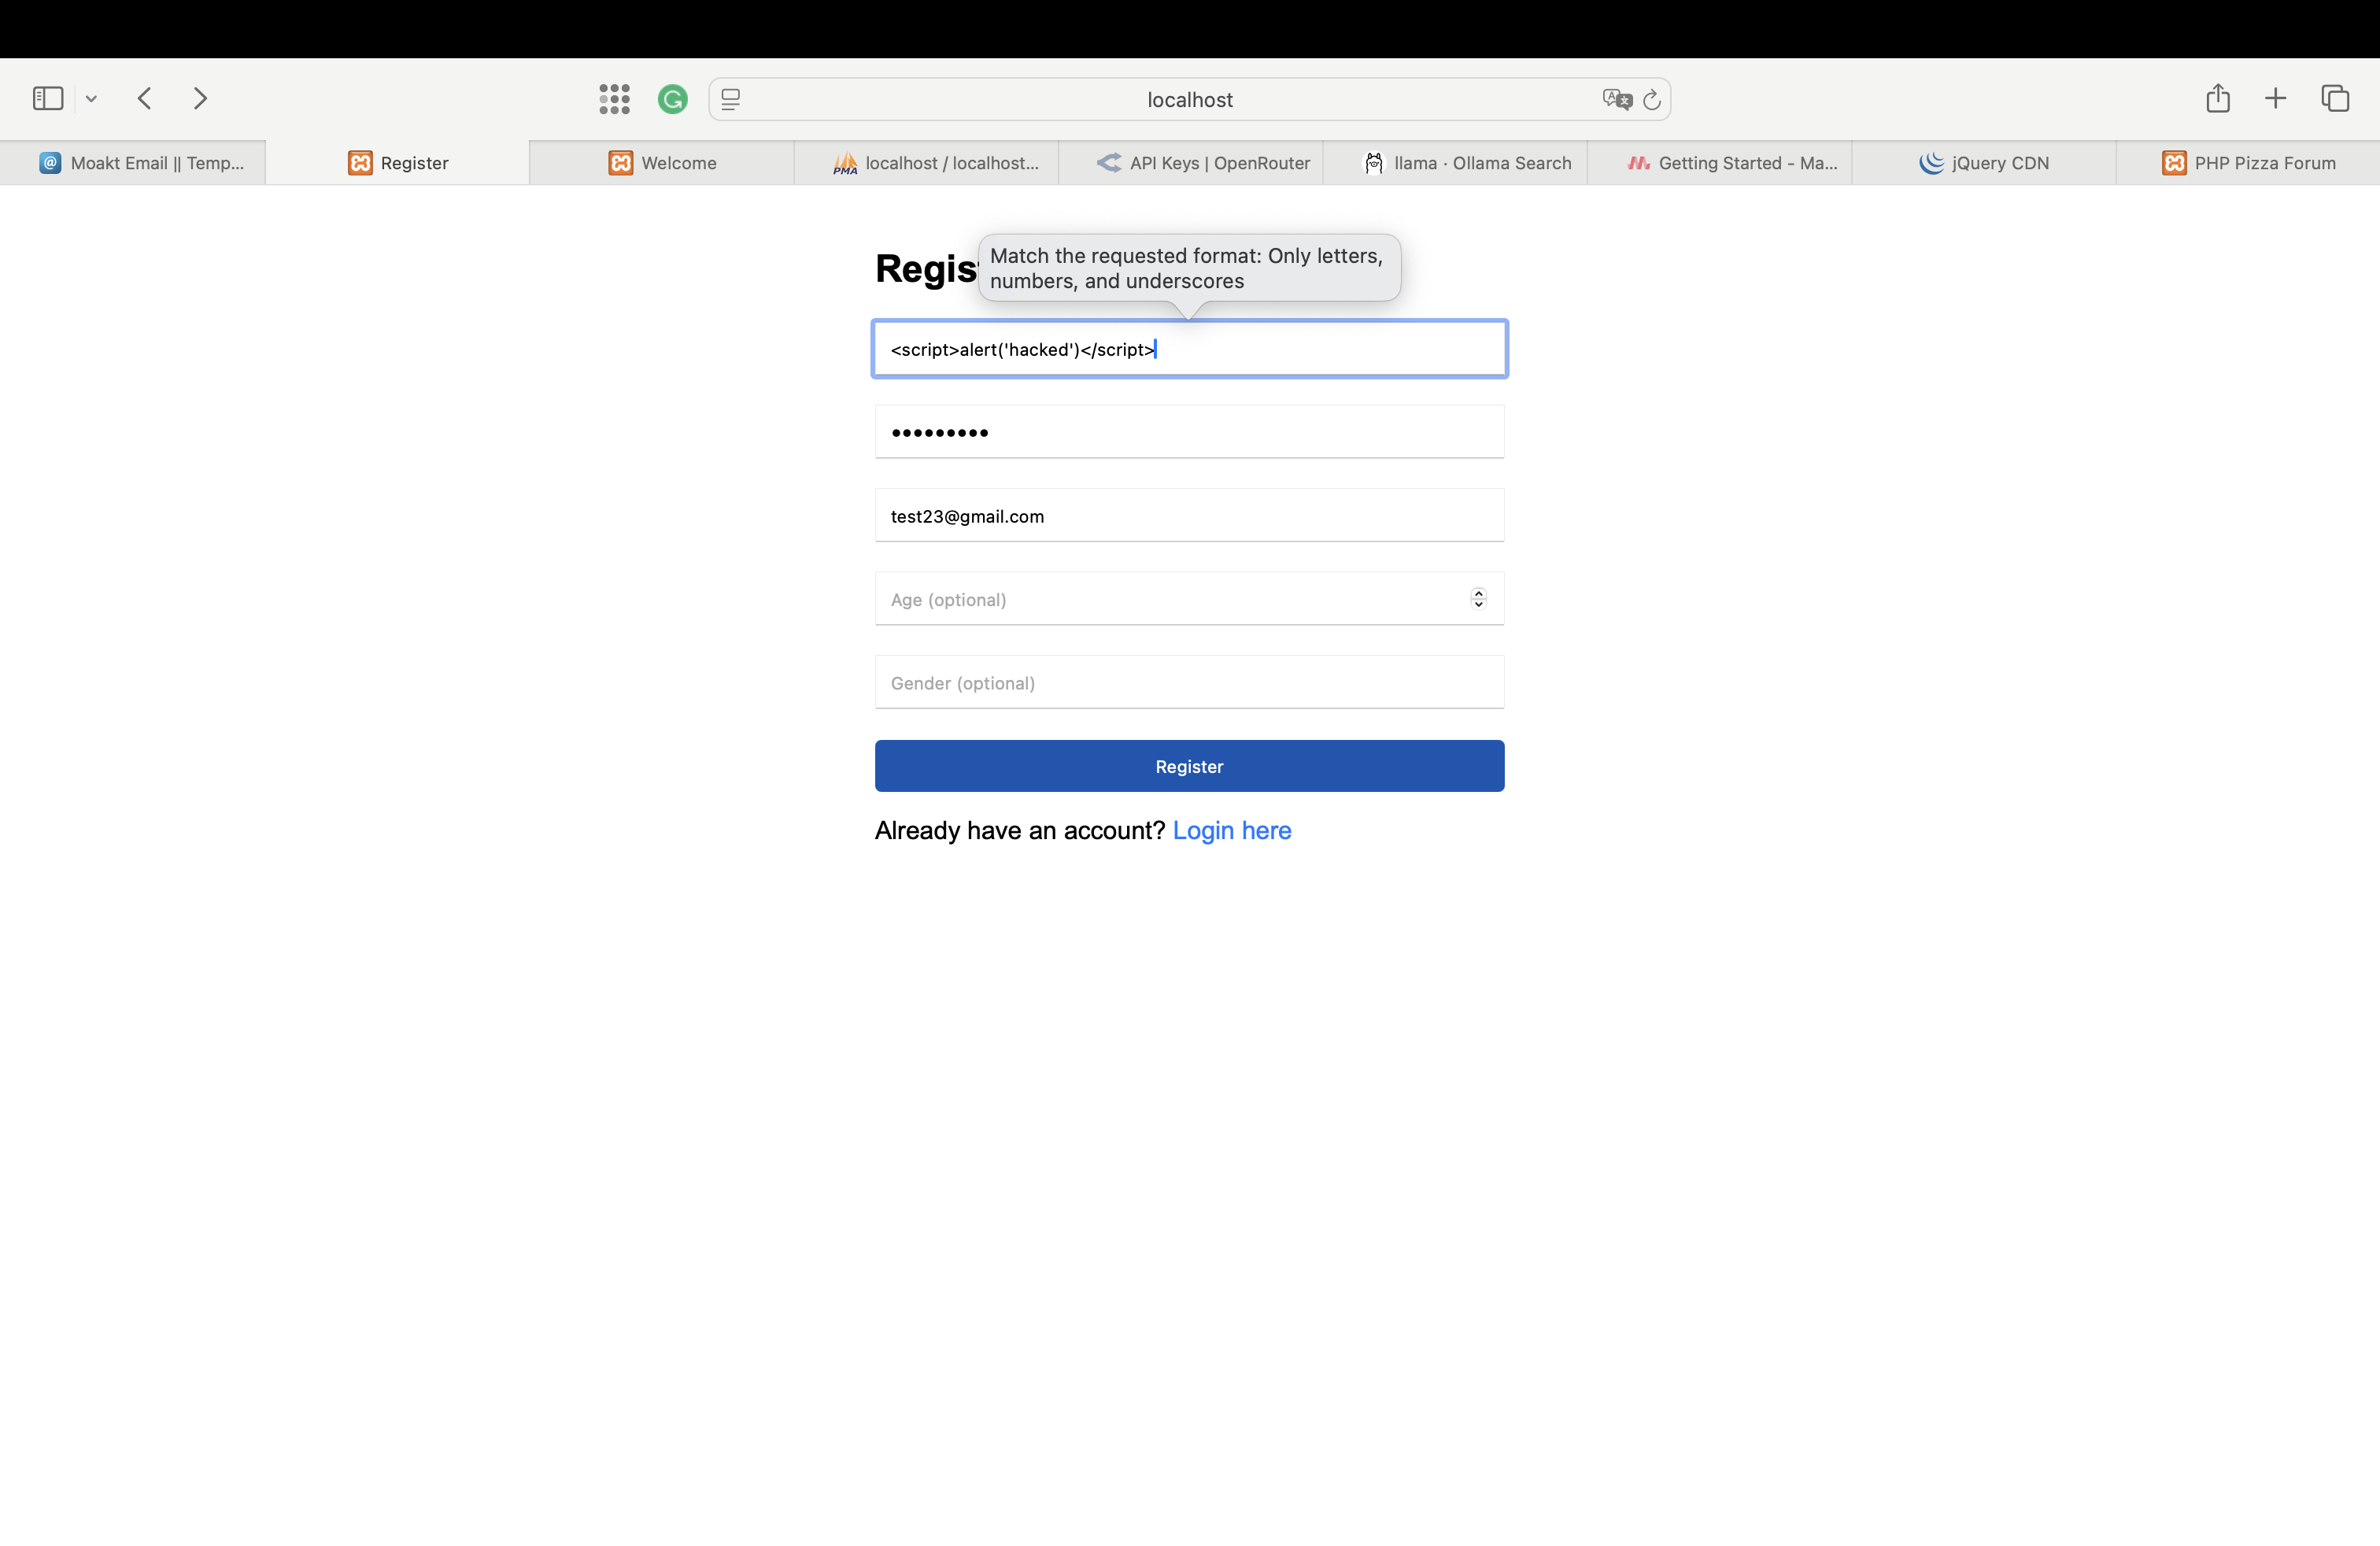 localhost
Moakt Email || Temp...
Register
Welcome
PMA
localhost / localhost...
API Keys | OpenRouter
llama · Ollama Search
Getting Started - Ma...
jQuery CDN
PHP Pizza Forum
Regis
Match the requested format: Only letters,
numbers, and underscores
<script>alert('hacked')</script>
•••••••••
test23@gmail.com
Age (optional)
Gender (optional)
Register
Already have an account? Login here